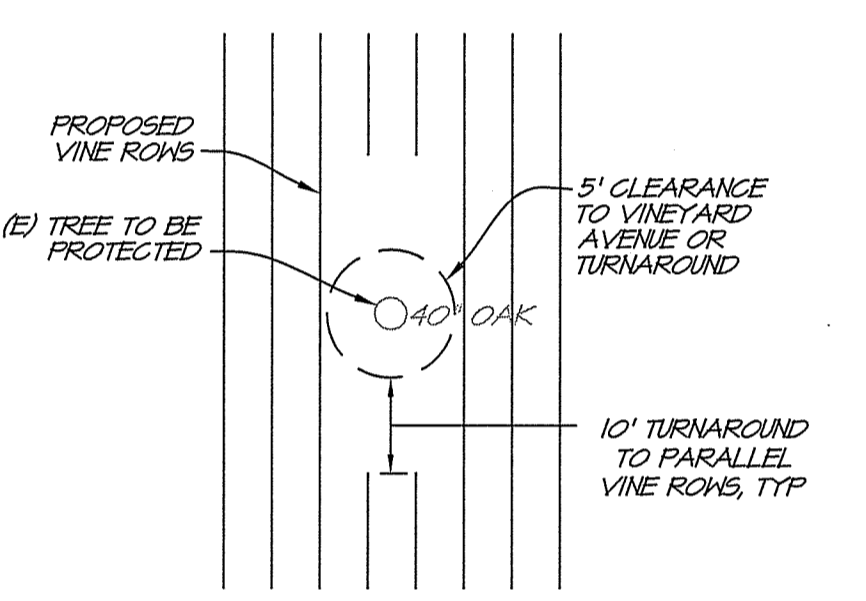 PROPOSED
VINE ROWS
(E) TREE TO BE
PROTECTED
5' CLEARANCE
TO VINEYARD
AVENUE OR
TURNAROUND
40" OAK
10' TURNAROUND
TO PARALLEL
VINE ROWS, TYP